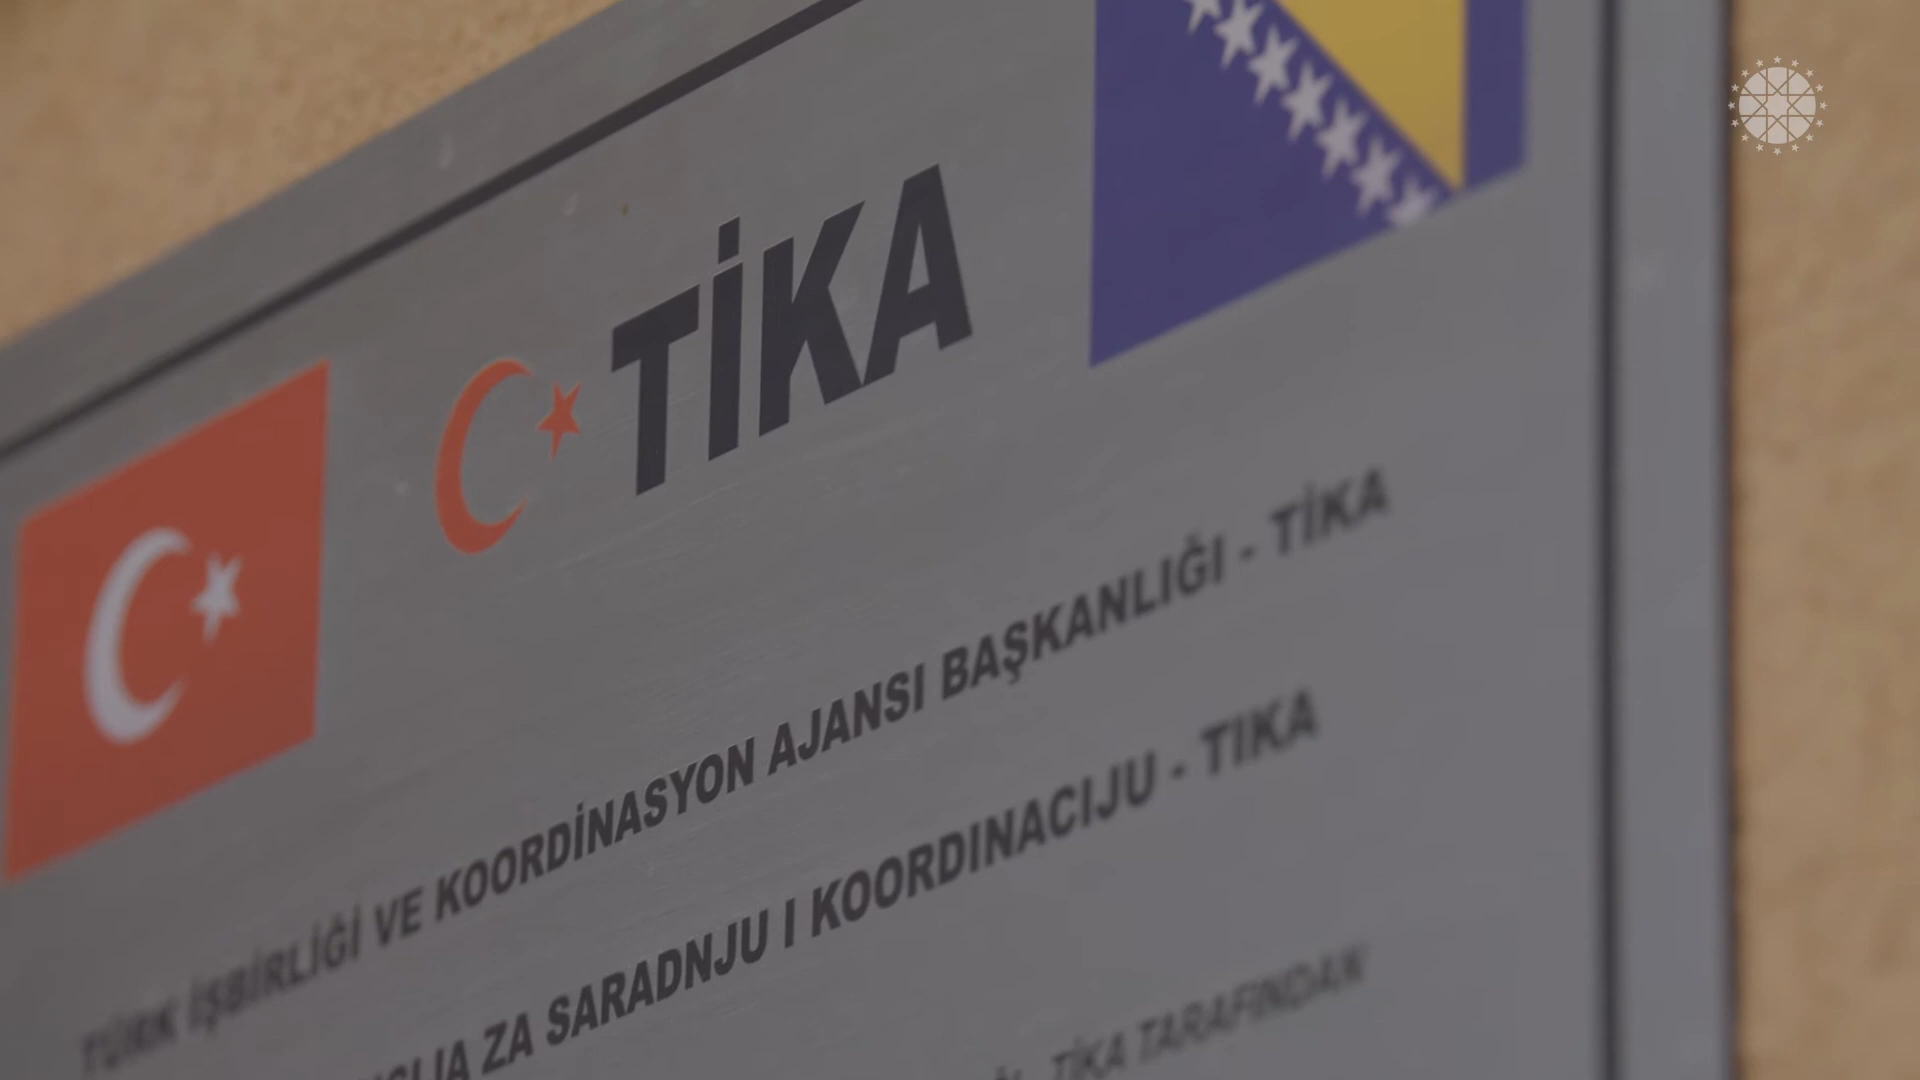 TİKA
TÜRK İŞBİRLİĞİ VE KOORDİNASYON AJANSI BAŞKANLIĞI - TİKA
ZA SARADNJU I KOORDINACIJU - TIKA
TİKA TARAFINDAN